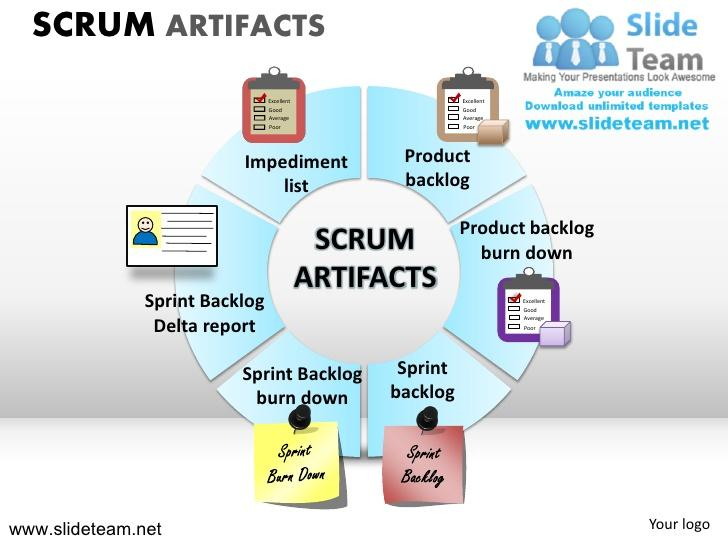 SCRUM ARTIFACTS
Slide
Team
Making Your Presentations Look Awesome
Amaze your audience
Download unlimited templates
www.slideteam.net
Excellent
Good
Average
Poor
Impediment
list
Excellent
Good
Average
Poor
Product
backlog
Product backlog
burn down
Excellent
Good
Average
Poor
SCRUM
ARTIFACTS
Sprint Backlog
Delta report
Sprint Backlog
burn down
Sprint
Burn Down
Sprint
backlog
Sprint
Backlog
www.slideteam.net
Your logo